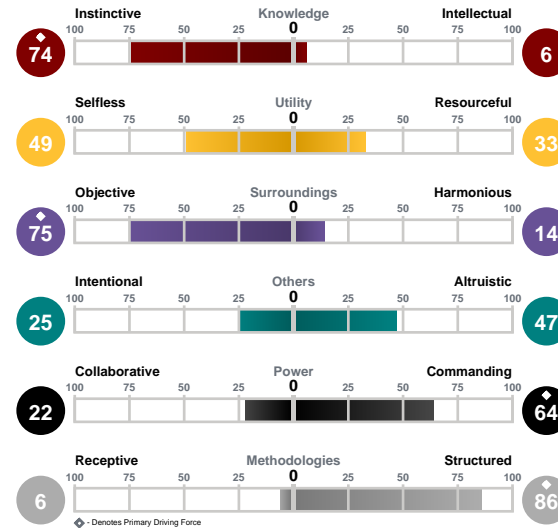 Instinctive Knowledge Intellectual
100 75 50 25 0 25 50 75 100
74 6
Selfless Utility Resourceful
100 75 50 25 0 25 50 75 100
49 33
Objective Surroundings Harmonious
100 75 50 25 0 25 50 75 100
75 14
Intentional Others Altruistic
100 75 50 25 0 25 50 75 100
25 47
Collaborative Power Commanding
100 75 50 25 0 25 50 75 100
22 64
Receptive Methodologies Structured
100 75 50 25 0 25 50 75 100
6 86
- Denotes Primary Driving Force